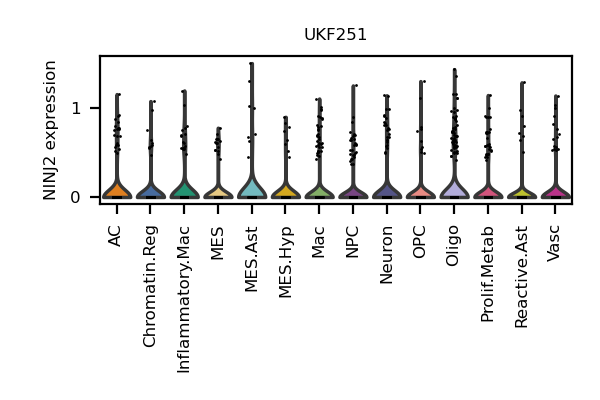 UKF251
NINJ2 expression
1
0
AC
Chromatin.Reg
Inflammatory.Mac
MES
MES.Ast
MES.Hyp
Mac
NPC
Neuron
OPC
Oligo
Prolif.Metab
Reactive.Ast
Vasc